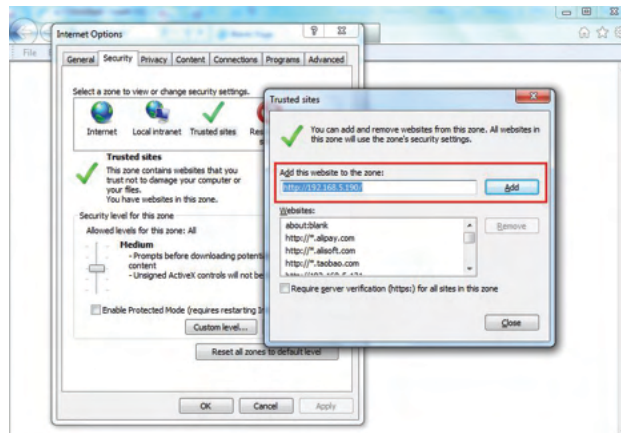 Internet Options
File
General Security Privacy Content Connections Programs Advanced
Select a zone to view or change security settings.
Internet Local intranet Trusted sites
Trusted sites
This zone contains websites that you
trust not to damage your computer or
your files.
You have websites in this zone.
Security level for this zone
Allowed levels for this zone: All
Medium
- Prompts before downloading
content
- Unsigned ActiveX controls will not be
Enable Protected Mode (requires restarting
Custom level...
Reset all zones to default level
OK Cancel Apply
Trusted sites
You can add and remove websites from this zone. All websites in
this zone will use the zone's security settings.
Add this website to the zone:
http://192.168.5.190/ Add
Websites:
about:blank Remove
http://*.alipay.com
http://*.alisoft.com
http://*.taobao.com
Require server verification (https:) for all sites in this zone
Close